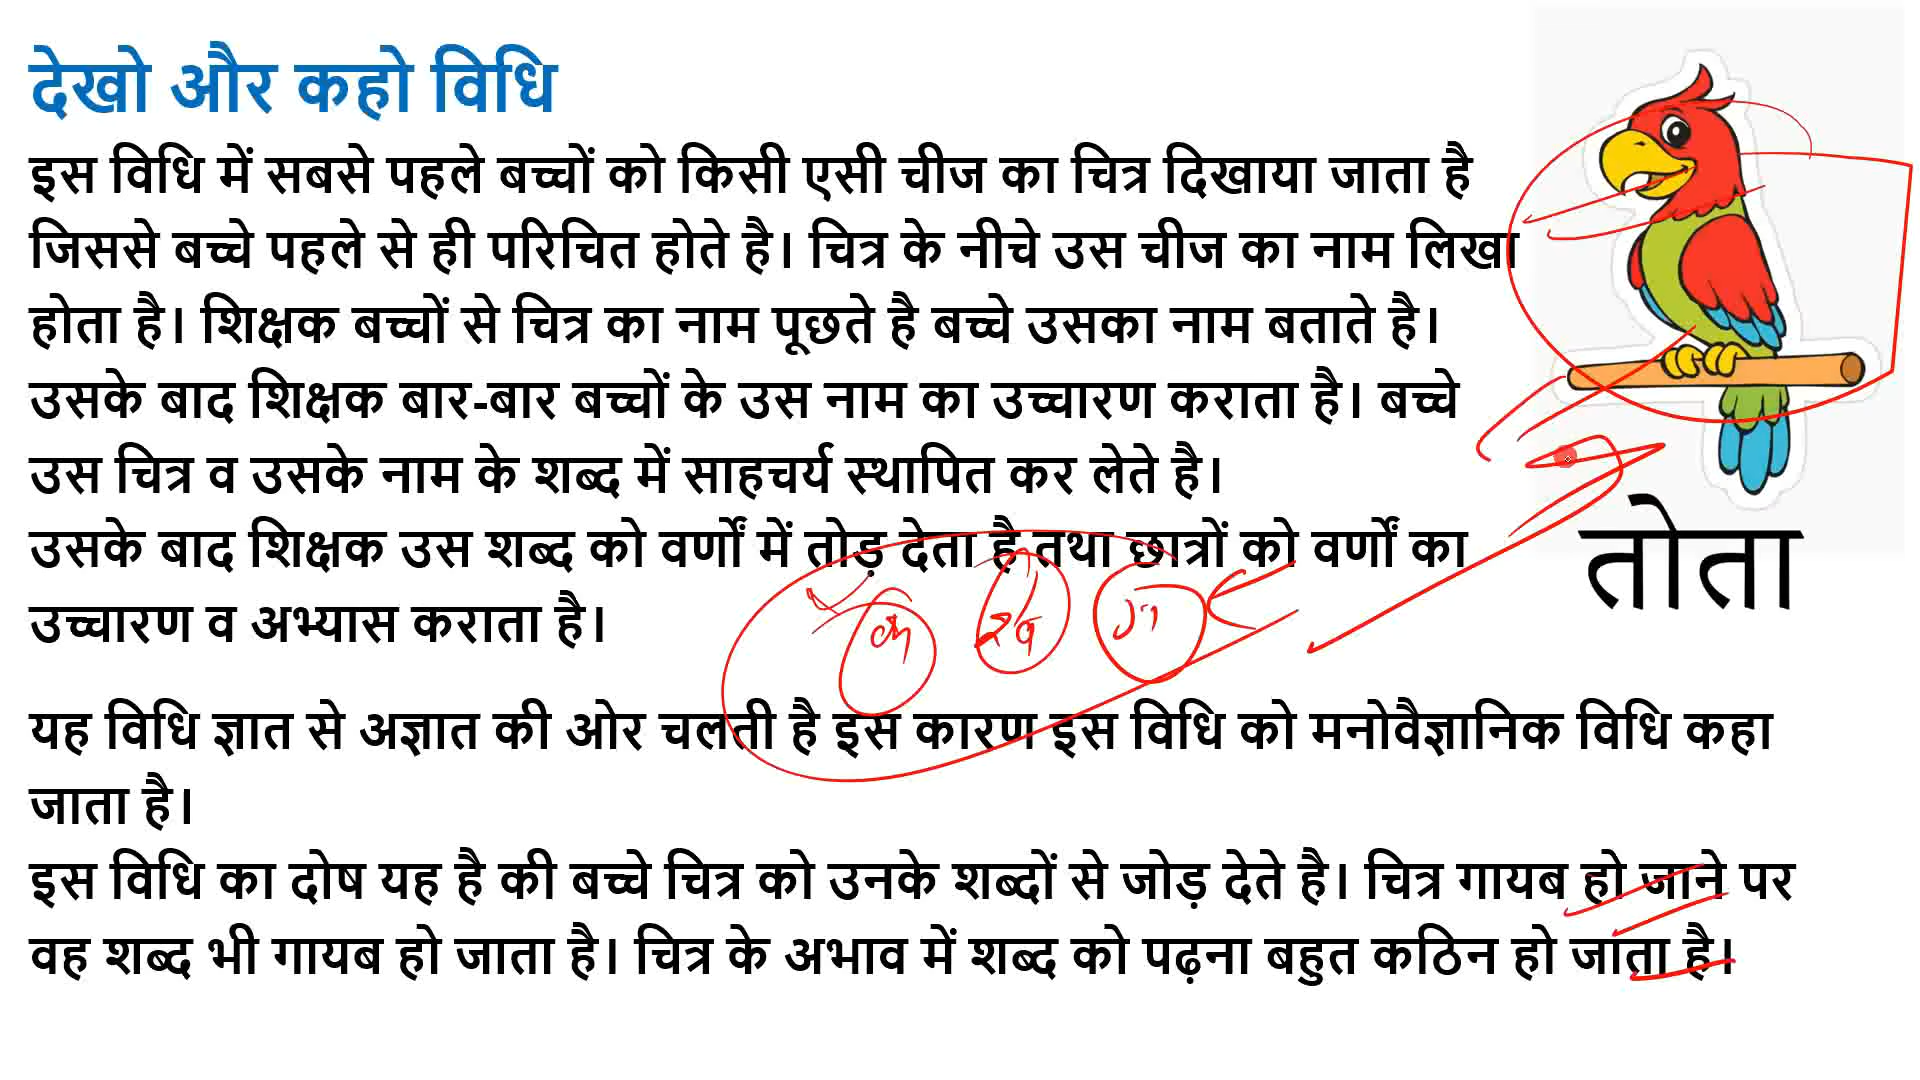 देखो और कहो विधि
इस विधि में सबसे पहले बच्चों को किसी एसी चीज का चित्र दिखाया जाता है
जिससे बच्चे पहले से ही परिचित होते है। चित्र के नीचे उस चीज का नाम लिखा
होता है। शिक्षक बच्चों से चित्र का नाम पूछते है बच्चे उसका नाम बताते है।
उसके बाद शिक्षक बार-बार बच्चों के उस नाम का उच्चारण कराता है। बच्चे
उस चित्र व उसके नाम के शब्द में साहचर्य स्थापित कर लेते है।
उसके बाद शिक्षक उस शब्द को वर्णों में तोड़ देता है तथा छात्रों को वर्णों का
उच्चारण व अभ्यास कराता है।
क ख ग
तोता
यह विधि ज्ञात से अज्ञात की ओर चलती है इस कारण इस विधि को मनोवैज्ञानिक विधि कहा
जाता है।
इस विधि का दोष यह है की बच्चे चित्र को उनके शब्दों से जोड़ देते है। चित्र गायब हो जाने पर
वह शब्द भी गायब हो जाता है। चित्र के अभाव में शब्द को पढ़ना बहुत कठिन हो जाता है।